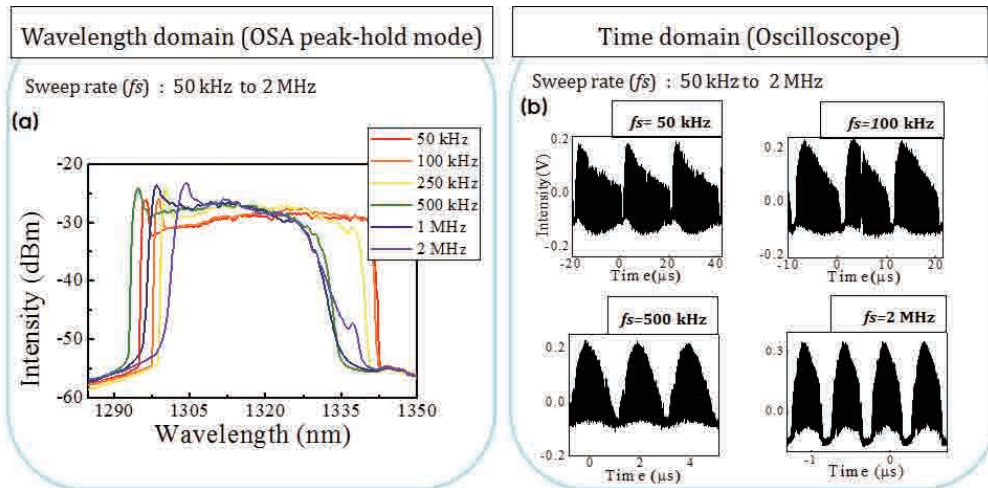 Wavelength domain (OSA peak-hold mode)
Sweep rate (fs) : 50 kHz to 2 MHz
(a)
50 kHz
100 kHz
250 kHz
500 kHz
1 MHz
2 MHz
-20
-30
-40
-50
-60
Intensity (dBm)
1290 1305 1320 1335 1350
Wavelength (nm)
Time domain (Oscilloscope)
Sweep rate (fs) : 50 kHz to 2 MHz
(b)
fs= 50 kHz
0.2
0.0
-0.2
Intensity(V)
-20 0 20 40
Time(μs)
fs=100 kHz
0.2
0.0
-0.2
-10 0 10 20
Time(μs)
fs=500 kHz
0.2
0.0
-0.2
0 2 4
Time (μs)
fs=2 MHz
0.3
0.0
-1 0
Time (μs)